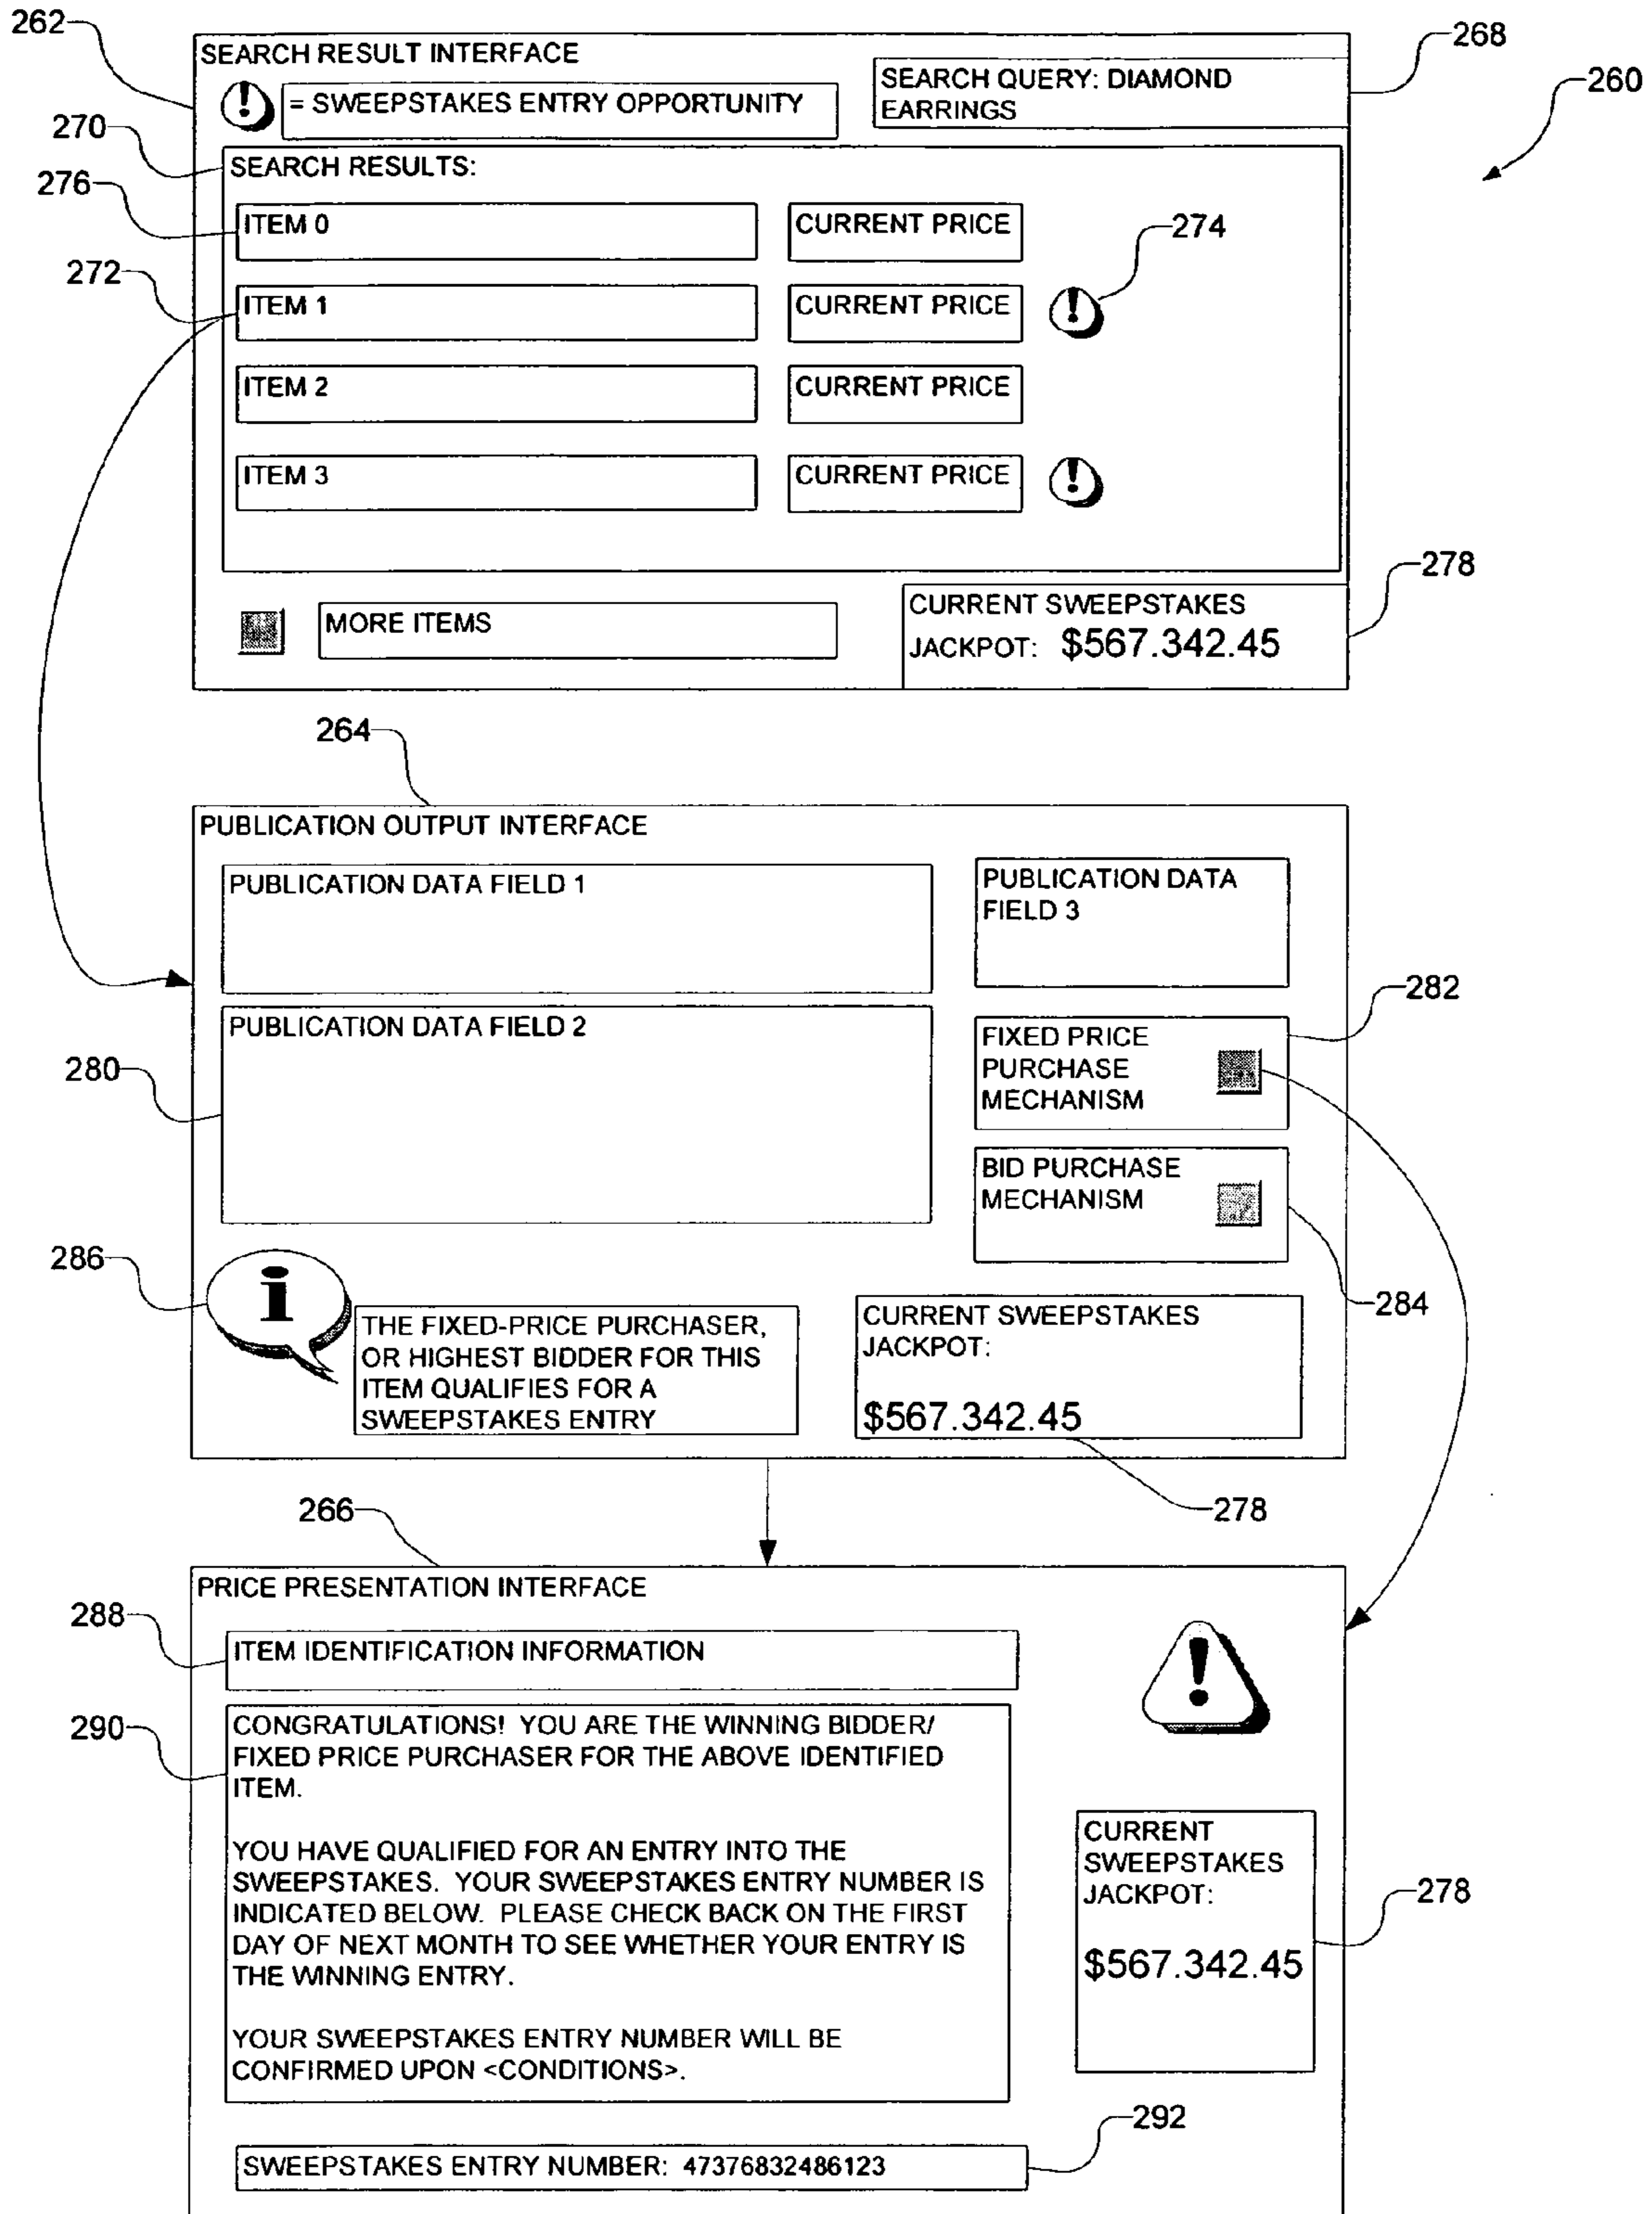 262
268
260
SEARCH RESULT INTERFACE
! = SWEEPSTAKES ENTRY OPPORTUNITY
SEARCH QUERY: DIAMOND
EARRINGS
270
SEARCH RESULTS:
276
ITEM 0
CURRENT PRICE
274
272
ITEM 1
CURRENT PRICE
!
ITEM 2
CURRENT PRICE
ITEM 3
CURRENT PRICE
!
278
MORE ITEMS
CURRENT SWEEPSTAKES
JACKPOT: $567.342.45
264
PUBLICATION OUTPUT INTERFACE
PUBLICATION DATA FIELD 1
PUBLICATION DATA
FIELD 3
282
PUBLICATION DATA FIELD 2
FIXED PRICE
PURCHASE
MECHANISM
280
BID PURCHASE
MECHANISM
284
286
i
THE FIXED-PRICE PURCHASER,
OR HIGHEST BIDDER FOR THIS
ITEM QUALIFIES FOR A
SWEEPSTAKES ENTRY
CURRENT SWEEPSTAKES
JACKPOT:
$567.342.45
278
266
PRICE PRESENTATION INTERFACE
288
ITEM IDENTIFICATION INFORMATION
!
290
CONGRATULATIONS! YOU ARE THE WINNING BIDDER/
FIXED PRICE PURCHASER FOR THE ABOVE IDENTIFIED
ITEM.
YOU HAVE QUALIFIED FOR AN ENTRY INTO THE
SWEEPSTAKES. YOUR SWEEPSTAKES ENTRY NUMBER IS
INDICATED BELOW. PLEASE CHECK BACK ON THE FIRST
DAY OF NEXT MONTH TO SEE WHETHER YOUR ENTRY IS
THE WINNING ENTRY.
YOUR SWEEPSTAKES ENTRY NUMBER WILL BE
CONFIRMED UPON <CONDITIONS>.
CURRENT
SWEEPSTAKES
JACKPOT:
$567.342.45
278
292
SWEEPSTAKES ENTRY NUMBER: 47376832486123